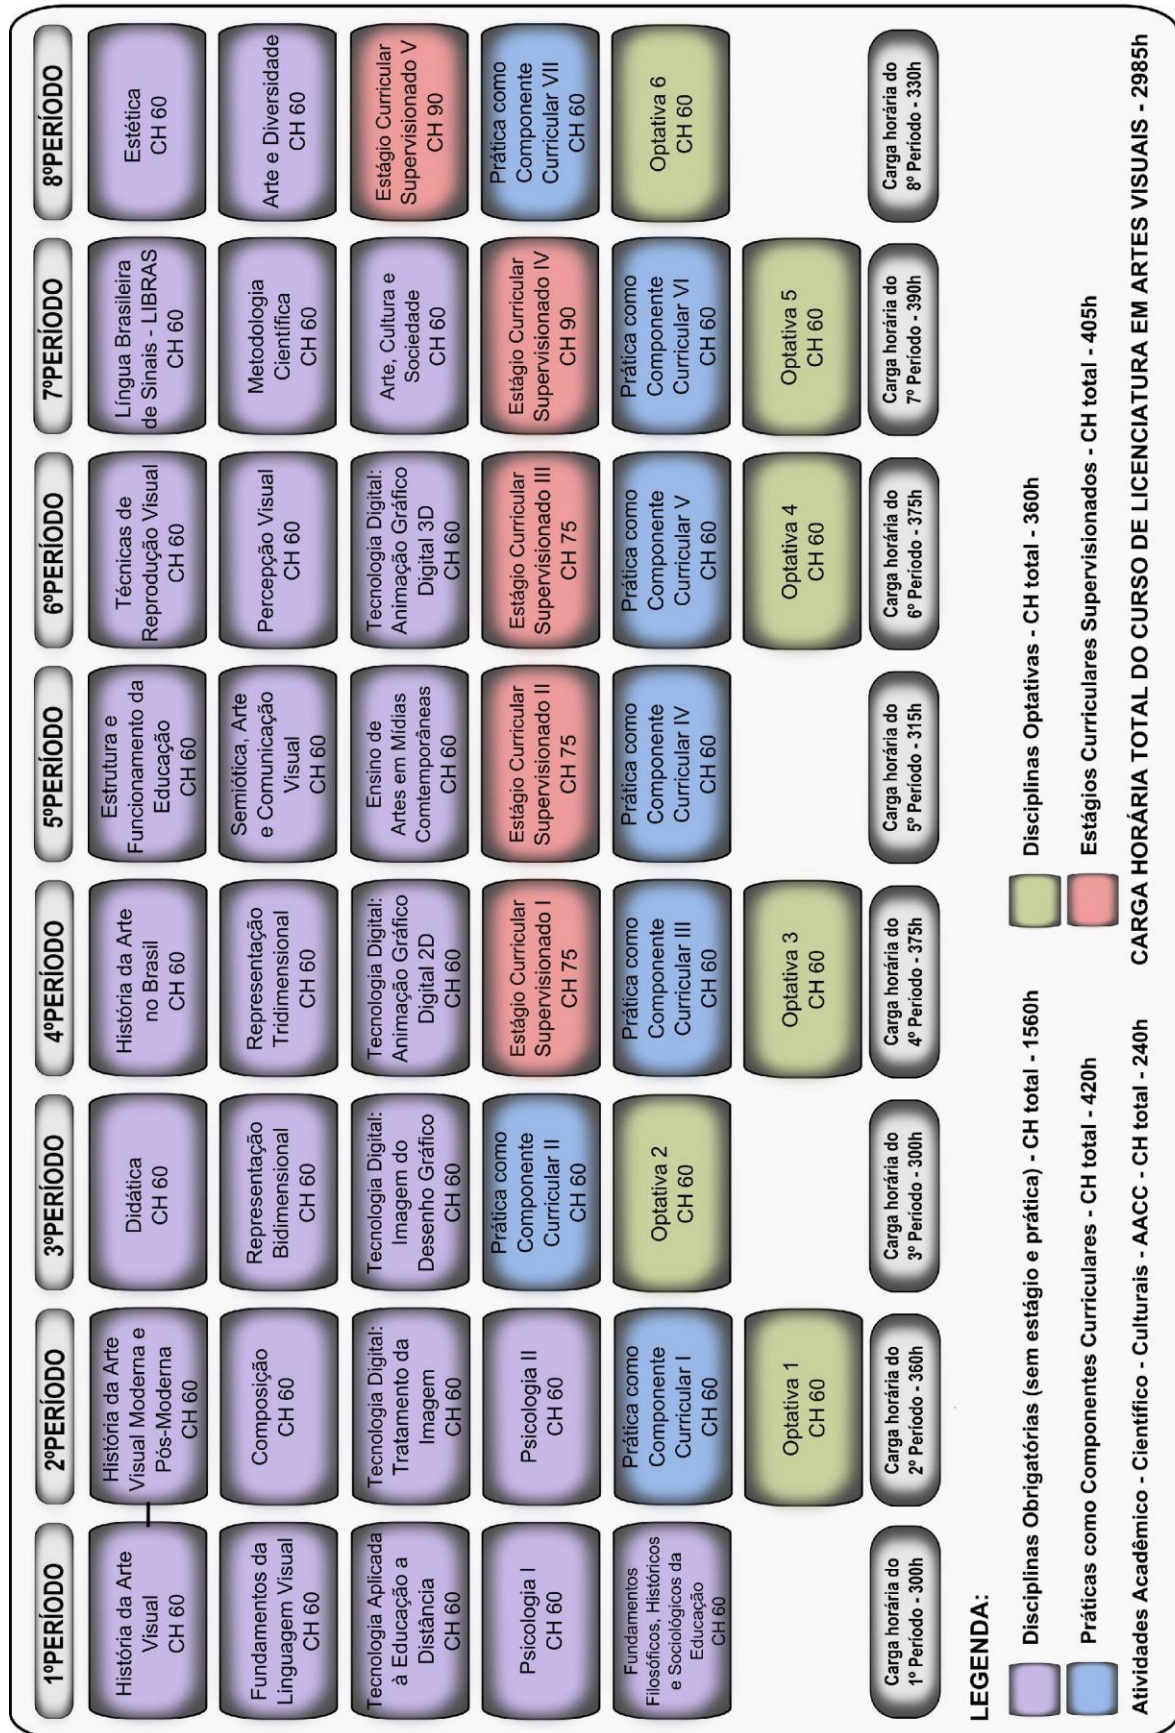 1ºPERÍODO
História da Arte
Visual
CH 60
Fundamentos da
Linguagem Visual
CH 60
Tecnologia Aplicada
à Educação a
Distância
CH 60
Psicologia I
CH 60
Fundamentos
Filosóficos, Históricos
e Sociológicos da
Educação
CH 60
Carga horária do
1º Período - 300h
2ºPERÍODO
História da Arte
Visual Moderna e
Pós-Moderna
CH 60
Composição
CH 60
Tecnologia Digital:
Tratamento da
Imagem
CH 60
Psicologia II
CH 60
Prática como
Componente
Curricular I
CH 60
Optativa 1
CH 60
Carga horária do
2º Período - 360h
3ºPERÍODO
Didática
CH 60
Representação
Bidimensional
CH 60
Tecnologia Digital:
Imagem do
Desenho Gráfico
CH 60
Prática como
Componente
Curricular II
CH 60
Optativa 2
CH 60
Carga horária do
3º Período - 300h
4ºPERÍODO
História da Arte
no Brasil
CH 60
Representação
Tridimensional
CH 60
Tecnologia Digital:
Animação Gráfico
Digital 2D
CH 60
Estágio Curricular
Supervisionado I
CH 75
Prática como
Componente
Curricular III
CH 60
Optativa 3
CH 60
Carga horária do
4º Período - 375h
5ºPERÍODO
Estrutura e
Funcionamento da
Educação
CH 60
Semiótica, Arte
e Comunicação
Visual
CH 60
Ensino de
Artes em Mídias
Comtemporâneas
CH 60
Estágio Curricular
Supervisionado II
CH 75
Prática como
Componente
Curricular IV
CH 60
Carga horária do
5º Período - 315h
6ºPERÍODO
Técnicas de
Reprodução Visual
CH 60
Percepção Visual
CH 60
Tecnologia Digital:
Animação Gráfico
Digital 3D
CH 60
Estágio Curricular
Supervisionado III
CH 75
Prática como
Componente
Curricular V
CH 60
Optativa 4
CH 60
Carga horária do
6º Período - 375h
7ºPERÍODO
Língua Brasileira
de Sinais - LIBRAS
CH 60
Metodologia
Científica
CH 60
Arte, Cultura e
Sociedade
CH 60
Estágio Curricular
Supervisionado IV
CH 90
Prática como
Componente
Curricular VI
CH 60
Optativa 5
CH 60
Carga horária do
7º Período - 390h
8ºPERÍODO
Estética
CH 60
Arte e Diversidade
CH 60
Estágio Curricular
Supervisionado V
CH 90
Prática como
Componente
Curricular VII
CH 60
Optativa 6
CH 60
Carga horária do
8º Período - 330h
LEGENDA:
Disciplinas Obrigatórias (sem estágio e prática) - CH total - 1560h
Disciplinas Optativas - CH total - 360h
Práticas como Componentes Curriculares - CH total - 420h
Estágios Curriculares Supervisionados - CH total - 405h
Atividades Acadêmico - Científico - Culturais - AACC - CH total - 240h
CARGA HORÁRIA TOTAL DO CURSO DE LICENCIATURA EM ARTES VISUAIS - 2985h